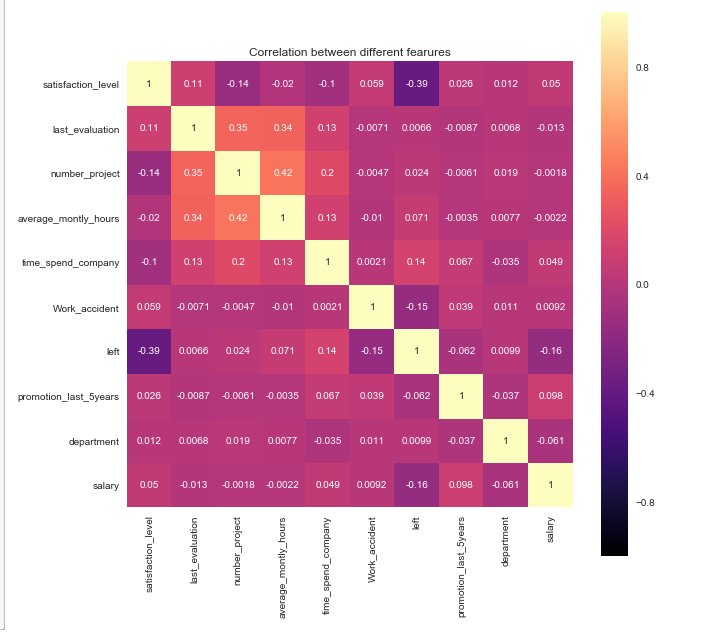 Correlation between different fearures
satisfaction_level 1 0.11 -0.14 -0.02 -0.1 0.059 -0.39 0.026 0.012 0.05
last_evaluation 0.11 1 0.35 0.34 0.13 -0.0071 0.0066 -0.0087 0.0068 -0.013
number_project -0.14 0.35 1 0.42 0.2 -0.0047 0.024 -0.0061 0.019 -0.0018
average_montly_hours -0.02 0.34 0.42 1 0.13 -0.01 0.071 -0.0035 0.0077 -0.0022
time_spend_company -0.1 0.13 0.2 0.13 1 0.0021 0.14 0.067 -0.035 0.049
Work_accident 0.059 -0.0071 -0.0047 -0.01 0.0021 1 -0.15 0.039 0.011 0.0092
left -0.39 0.0066 0.024 0.071 0.14 -0.15 1 -0.062 0.0099 -0.16
promotion_last_5years 0.026 -0.0087 -0.0061 -0.0035 0.067 0.039 -0.062 1 -0.037 0.098
department 0.012 0.0068 0.019 0.0077 -0.035 0.011 0.0099 -0.037 1 -0.061
salary 0.05 -0.013 -0.0018 -0.0022 0.049 0.0092 -0.16 0.098 -0.061 1
satisfaction_level
last_evaluation
number_project
average_montly_hours
time_spend_company
Work_accident
left
promotion_last_5years
department
salary
0.8
0.4
0.0
−0.4
−0.8